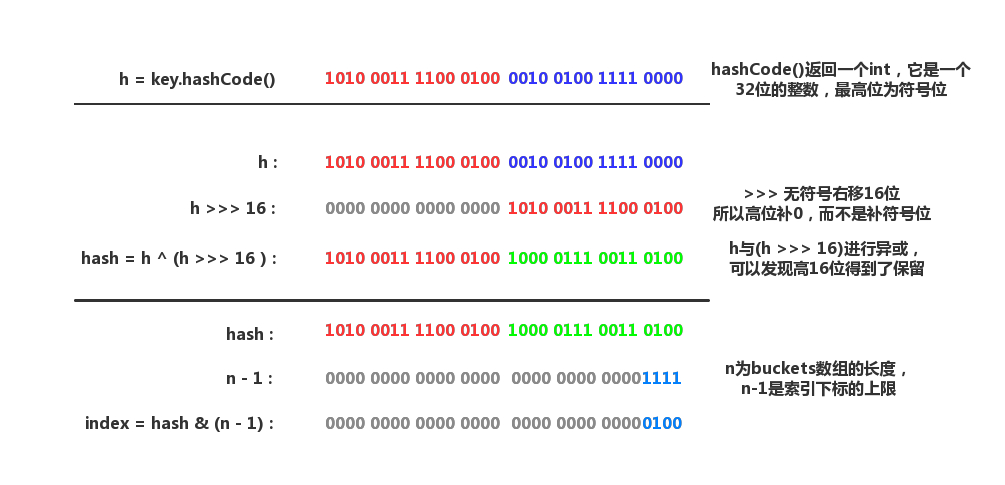 h = key.hashCode() 1010 0011 1100 0100 0010 0100 1111 0000
hashCode()返回一个int，它是一个
32位的整数，最高位为符号位
h : 1010 0011 1100 0100 0010 0100 1111 0000
h >>> 16 : 0000 0000 0000 0000 1010 0011 1100 0100
>>> 无符号右移16位
所以高位补0，而不是补符号位
hash = h ^ (h >>> 16 ) : 1010 0011 1100 0100 1000 0111 0011 0100
h与(h >>> 16)进行异或，
可以发现高16位得到了保留
hash : 1010 0011 1100 0100 1000 0111 0011 0100
n - 1 : 0000 0000 0000 0000 0000 0000 00001111
n为buckets数组的长度，
n-1是索引下标的上限
index = hash & (n - 1) : 0000 0000 0000 0000 0000 0000 00000100